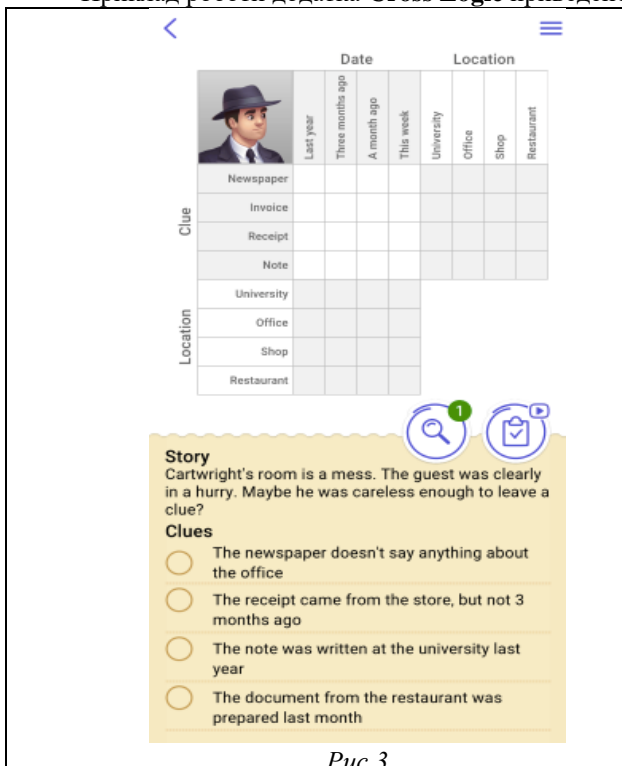 Date Location
Last year
Three months ago
A month ago
This week
University
Office
Shop
Restaurant
Clue
Newspaper
Invoice
Receipt
Note
Location
University
Office
Shop
Restaurant
1
Story
Cartwright's room is a mess. The guest was clearly
in a hurry. Maybe he was careless enough to leave a
clue?
Clues
The newspaper doesn't say anything about
the office
The receipt came from the store, but not 3
months ago
The note was written at the university last
year
The document from the restaurant was
prepared last month
Рис.3